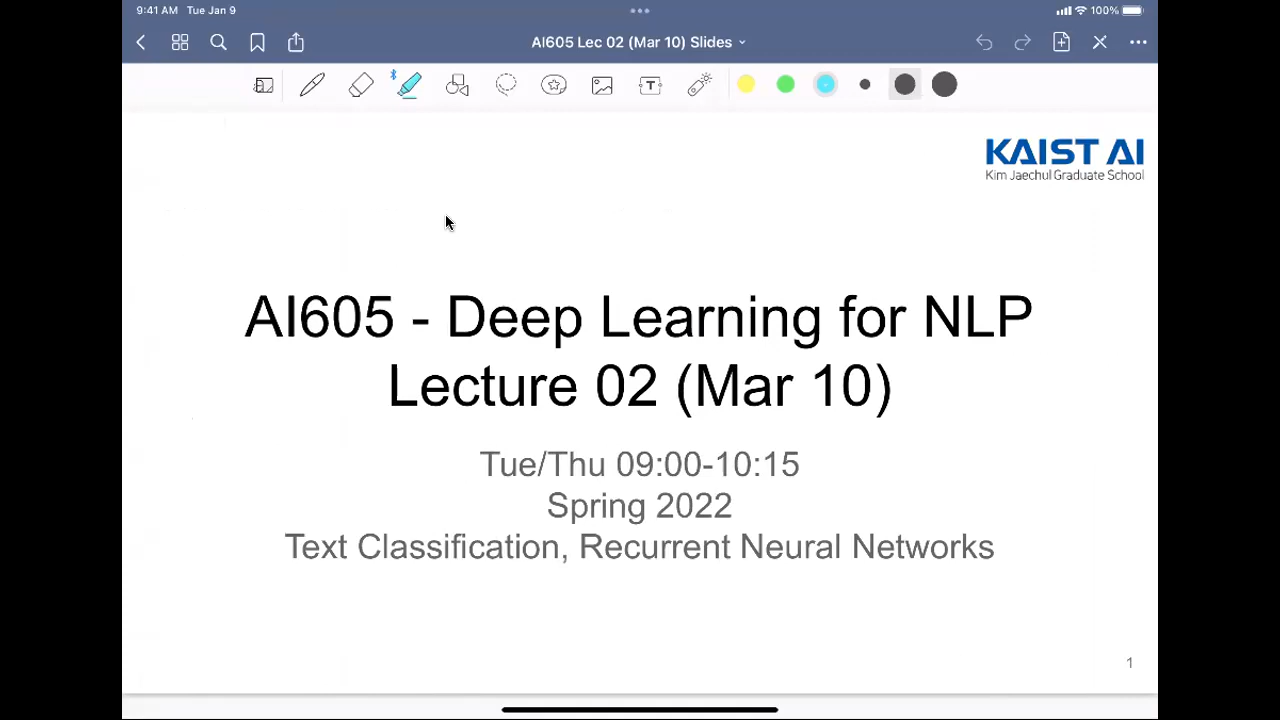 9:41 AM Tue Jan 9
100%
AI605 Lec 02 (Mar 10) Slides
T
KAIST AI
Kim Jaechul Graduate School
AI605 - Deep Learning for NLP
Lecture 02 (Mar 10)
Tue/Thu 09:00-10:15
Spring 2022
Text Classification, Recurrent Neural Networks
1